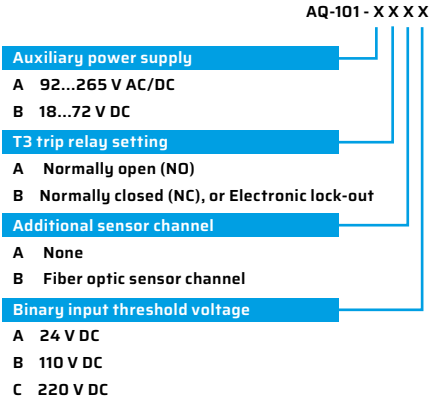 AQ-101 - X X X X
Auxiliary power supply
A 92...265 V AC/DC
B 18...72 V DC
T3 trip relay setting
A Normally open (NO)
B Normally closed (NC), or Electronic lock-out
Additional sensor channel
A None
B Fiber optic sensor channel
Binary input threshold voltage
A 24 V DC
B 110 V DC
C 220 V DC